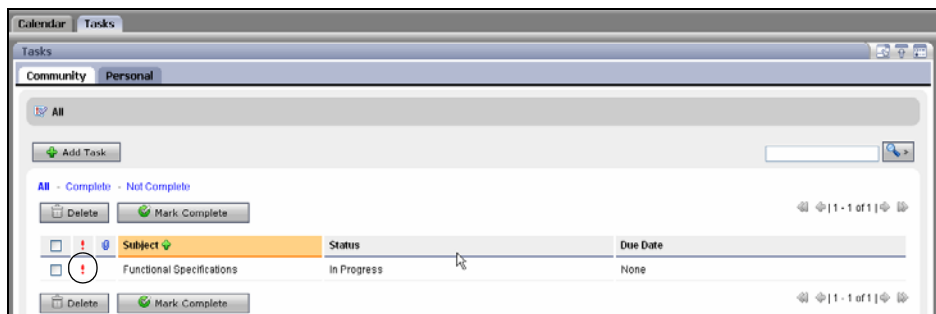 Calendar Tasks
Tasks
Community Personal
All
Add Task
All - Complete - Not Complete
Delete Mark Complete | 1 - 1 of 1 |
! Subject Status Due Date
! Functional Specifications In Progress None
Delete Mark Complete | 1 - 1 of 1 |